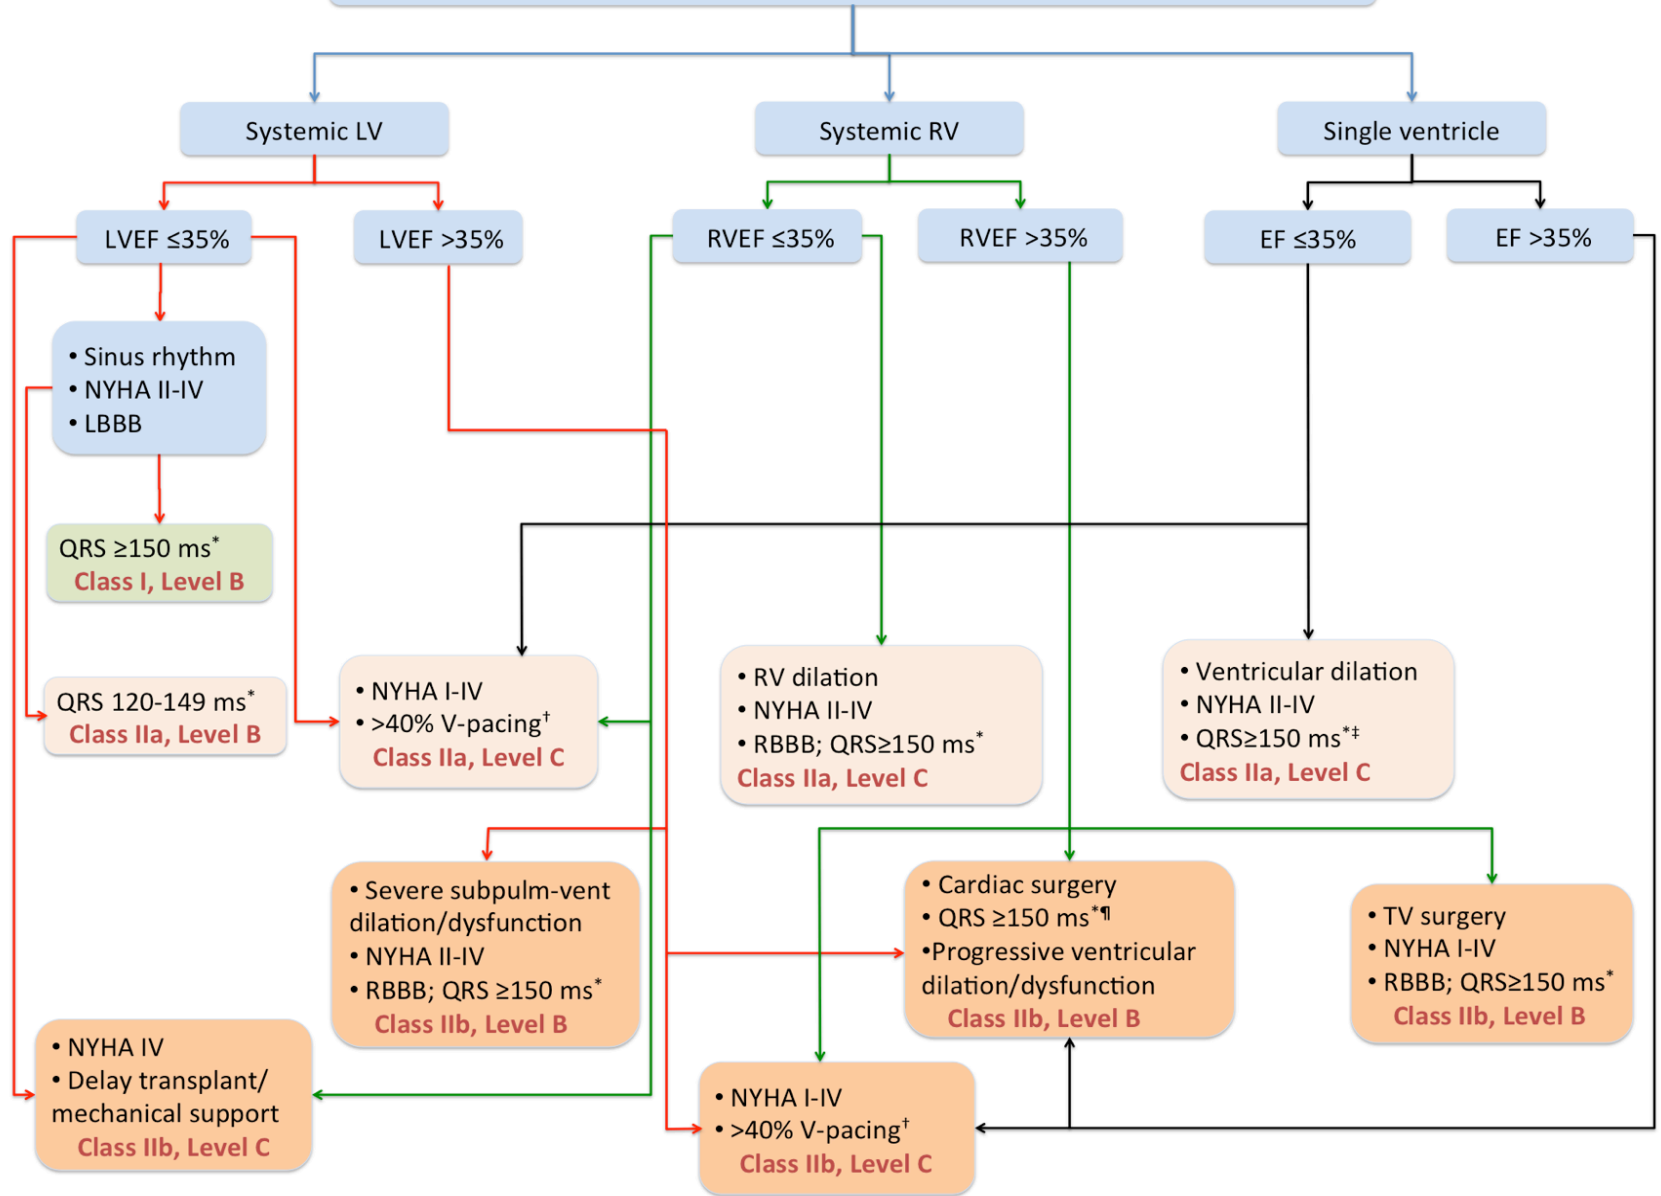 Systemic LV
Systemic RV
Single ventricle
LVEF ≤35%
LVEF >35%
RVEF ≤35%
RVEF >35%
EF ≤35%
EF >35%
• Sinus rhythm
• NYHA II-IV
• LBBB
QRS ≥150 ms*
Class I, Level B
QRS 120-149 ms*
Class IIa, Level B
• NYHA I-IV
• >40% V-pacing†
Class IIa, Level C
• RV dilation
• NYHA II-IV
• RBBB; QRS≥150 ms*
Class IIa, Level C
• Ventricular dilation
• NYHA II-IV
• QRS≥150 ms*‡
Class IIa, Level C
• Severe subpulm-vent
dilation/dysfunction
• NYHA II-IV
• RBBB; QRS ≥150 ms*
Class IIb, Level B
• Cardiac surgery
• QRS ≥150 ms*¶
•Progressive ventricular
dilation/dysfunction
Class IIb, Level B
• TV surgery
• NYHA I-IV
• RBBB; QRS≥150 ms*
Class IIb, Level B
• NYHA IV
• Delay transplant/
mechanical support
Class IIb, Level C
• NYHA I-IV
• >40% V-pacing†
Class IIb, Level C